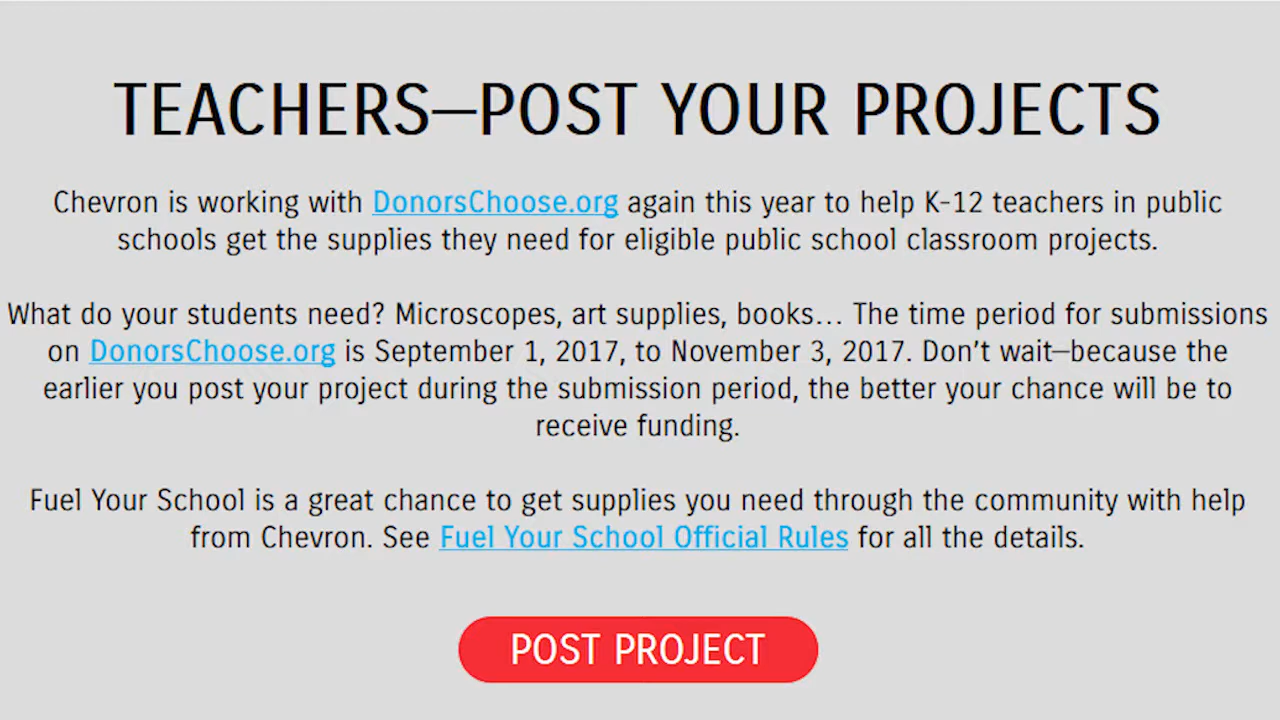 TEACHERS—POST YOUR PROJECTS
Chevron is working with DonorsChoose.org again this year to help K-12 teachers in public
schools get the supplies they need for eligible public school classroom projects.
What do your students need? Microscopes, art supplies, books… The time period for submissions
on DonorsChoose.org is September 1, 2017, to November 3, 2017. Don't wait—because the
earlier you post your project during the submission period, the better your chance will be to
receive funding.
Fuel Your School is a great chance to get supplies you need through the community with help
from Chevron. See Fuel Your School Official Rules for all the details.
POST PROJECT